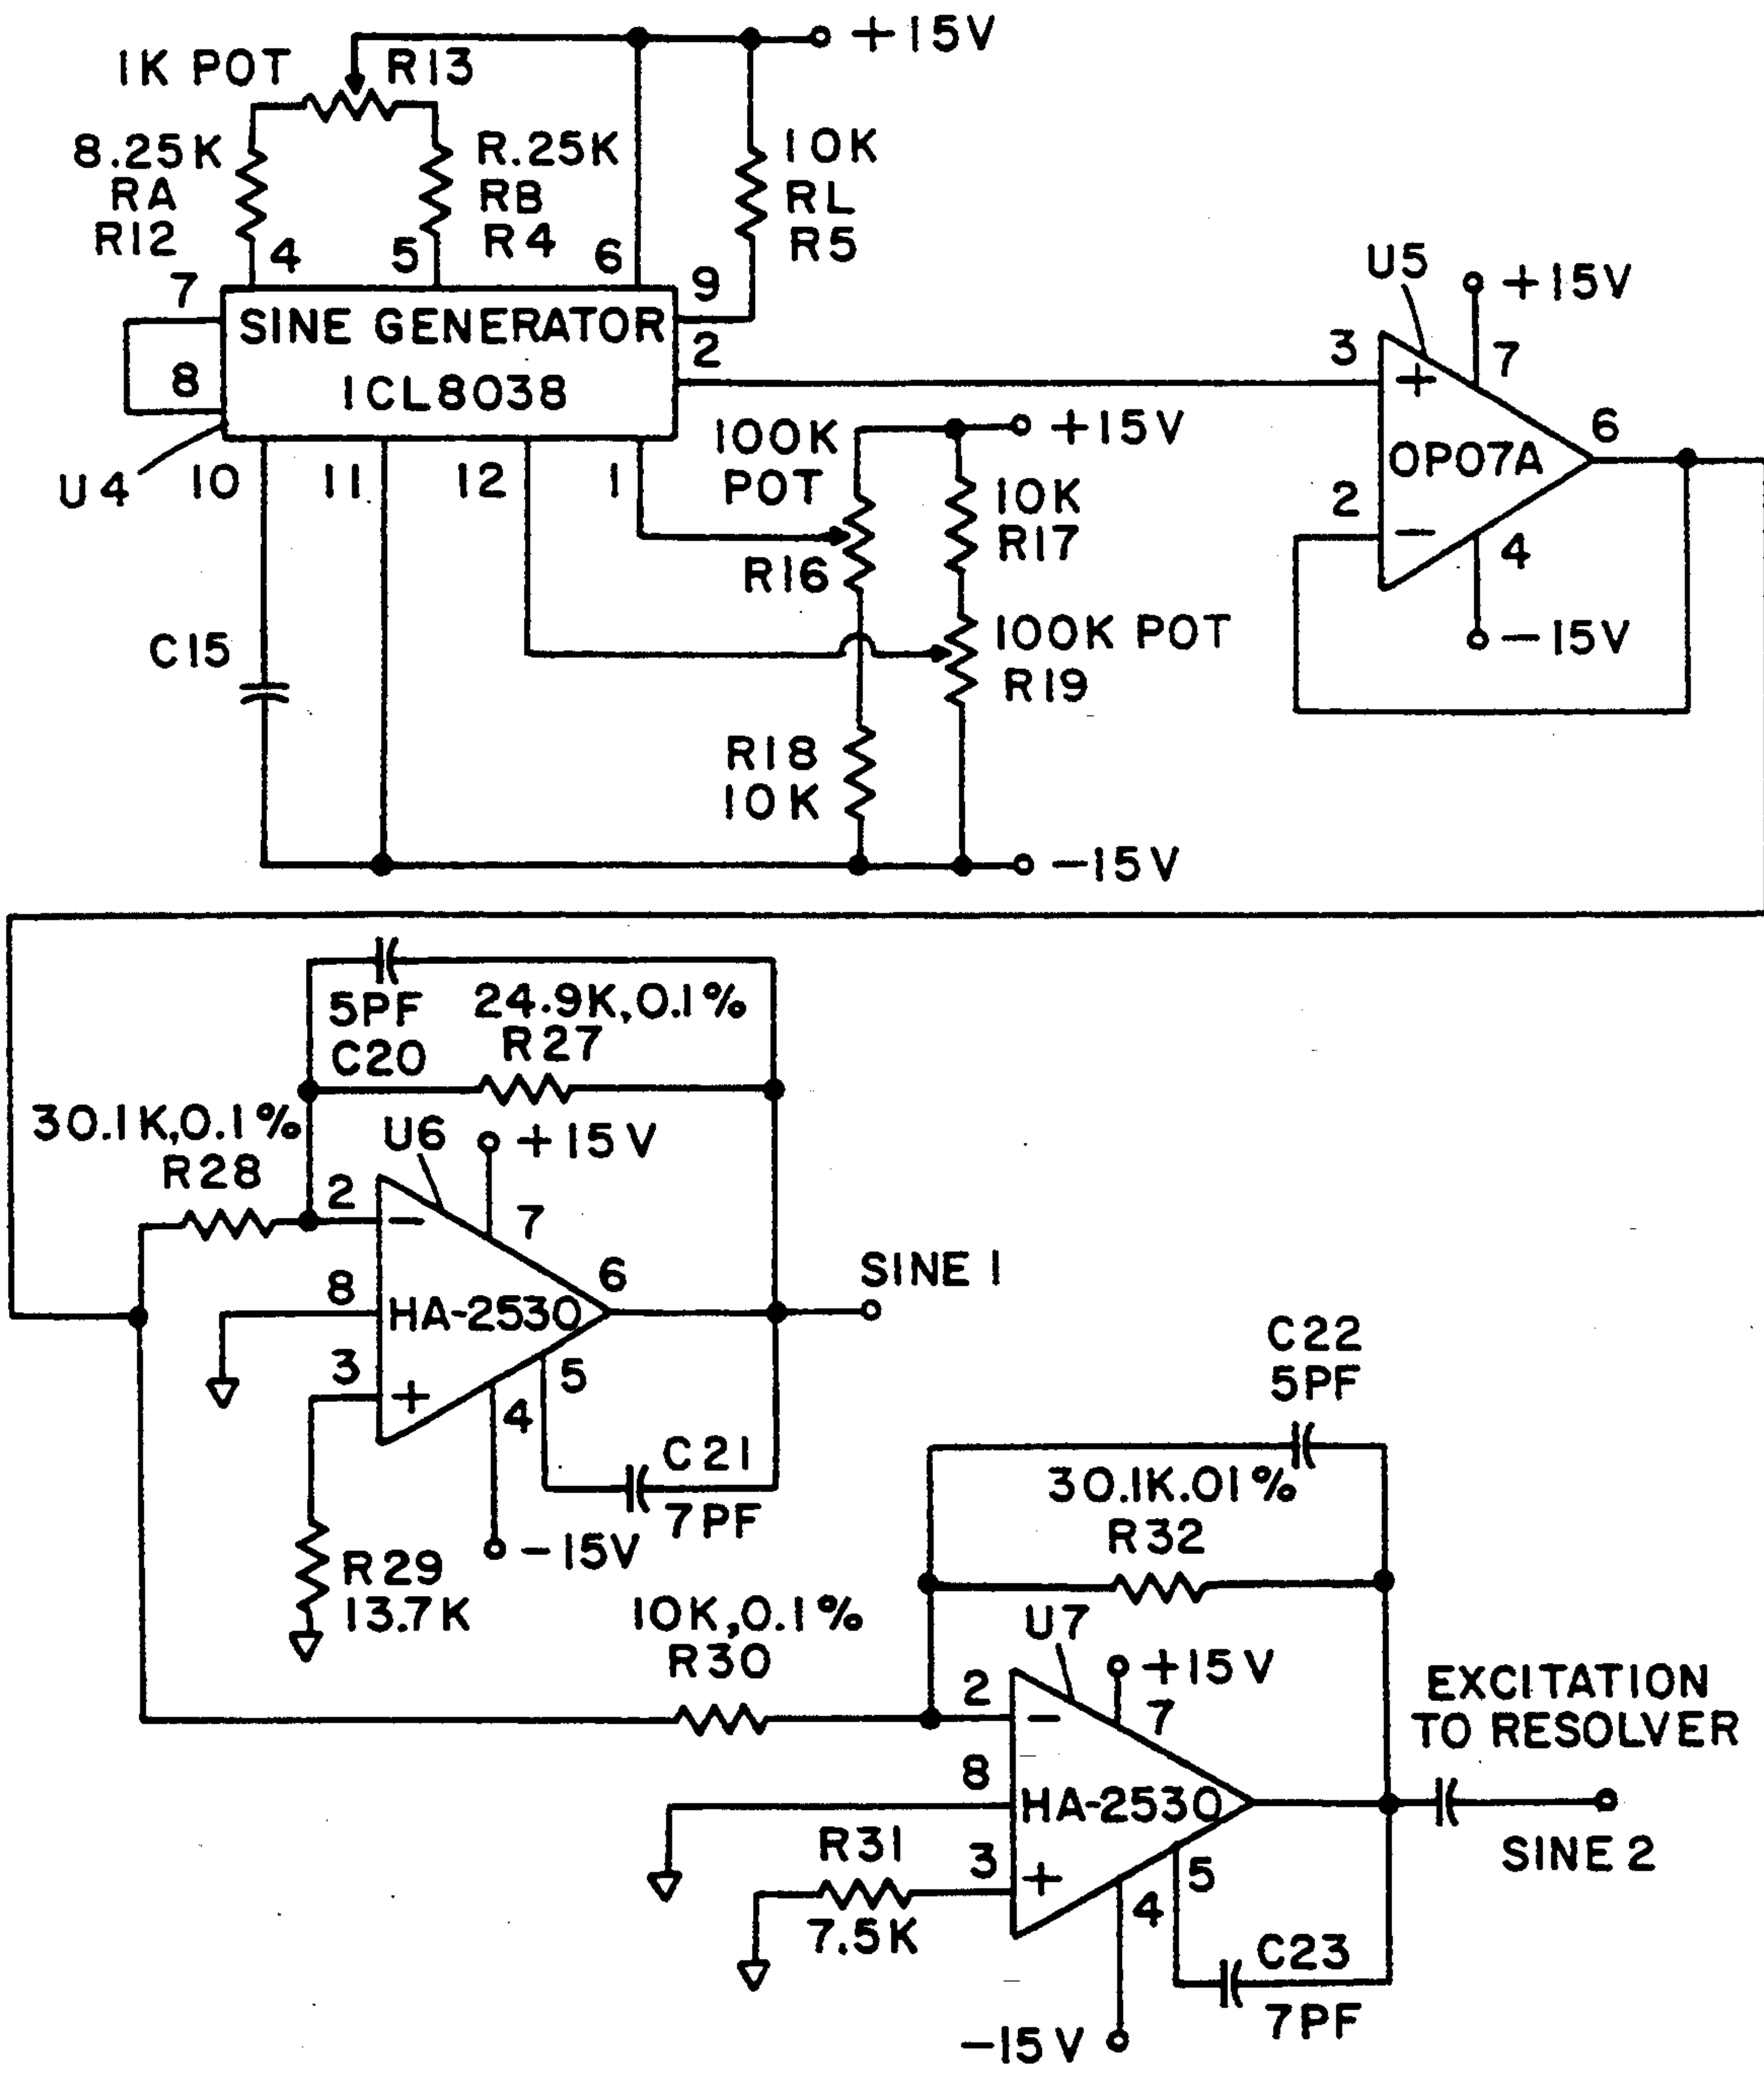 +15V
1K POT
R13
8.25K
RA
R12
R.25K
RB
R4
10K
RL
R5
4
5
6
7
9
SINE GENERATOR
2
8
ICL8038
U4
10
11
12
1
100K
POT
+15V
R16
10K
R17
C15
100K POT
R19
R18
10K
-15V
U5
+15V
3
7
+
OP07A
6
2
-
4
-15V
5PF
C20
24.9K,0.1%
R27
30.1K,0.1%
R28
U6
+15V
2
-
7
8
HA-2530
6
SINE 1
3
+
5
4
C21
7PF
-15V
R29
13.7K
C22
5PF
30.1K.01%
R32
10K,0.1%
R30
U7
+15V
2
-
7
8
HA-2530
EXCITATION
TO RESOLVER
SINE 2
R31
7.5K
3
+
5
4
C23
7PF
-15V